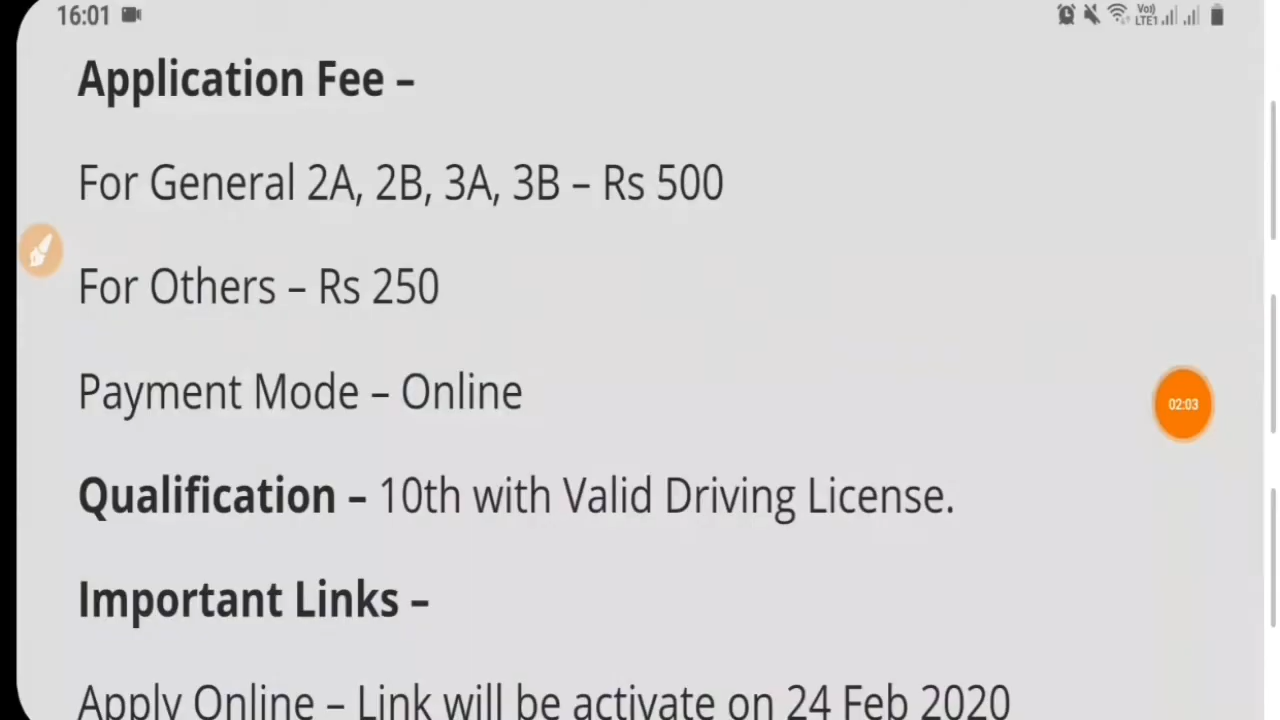 16:01
Vo)
LTE1
Application Fee –
For General 2A, 2B, 3A, 3B – Rs 500
For Others – Rs 250
Payment Mode – Online
02:03
Qualification – 10th with Valid Driving License.
Important Links –
Apply Online – Link will be activate on 24 Feb 2020